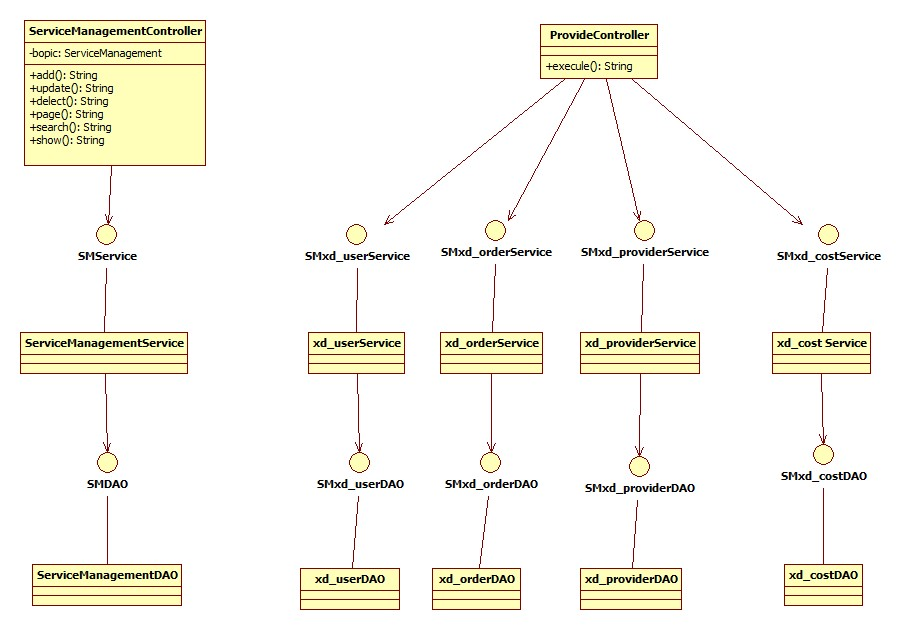 ServiceManagementController
-bopic: ServiceManagement
+add(): String
+update(): String
+delect(): String
+page(): String
+search(): String
+show(): String
ProvideController
+execule(): String
SMService
SMxd_userService
SMxd_orderService
SMxd_providerService
SMxd_costService
ServiceManagementService
xd_userService
xd_orderService
xd_providerService
xd_cost Service
SMDAO
SMxd_userDAO
SMxd_orderDAO
SMxd_providerDAO
SMxd_costDAO
ServiceManagementDAO
xd_userDAO
xd_orderDAO
xd_providerDAO
xd_costDAO